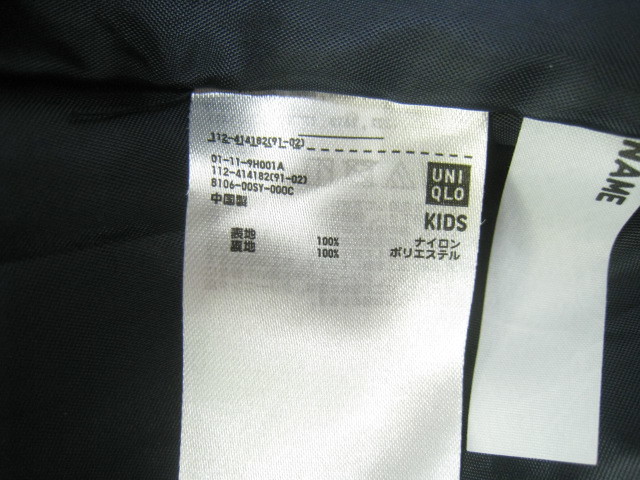 112-414182(91-02)
01-11-9H001A
112-414182(91-02)
8106-00SY-000C
中国製
UNI
QLO
KIDS
表地 100% ナイロン
裏地 100% ポリエステル
NAME